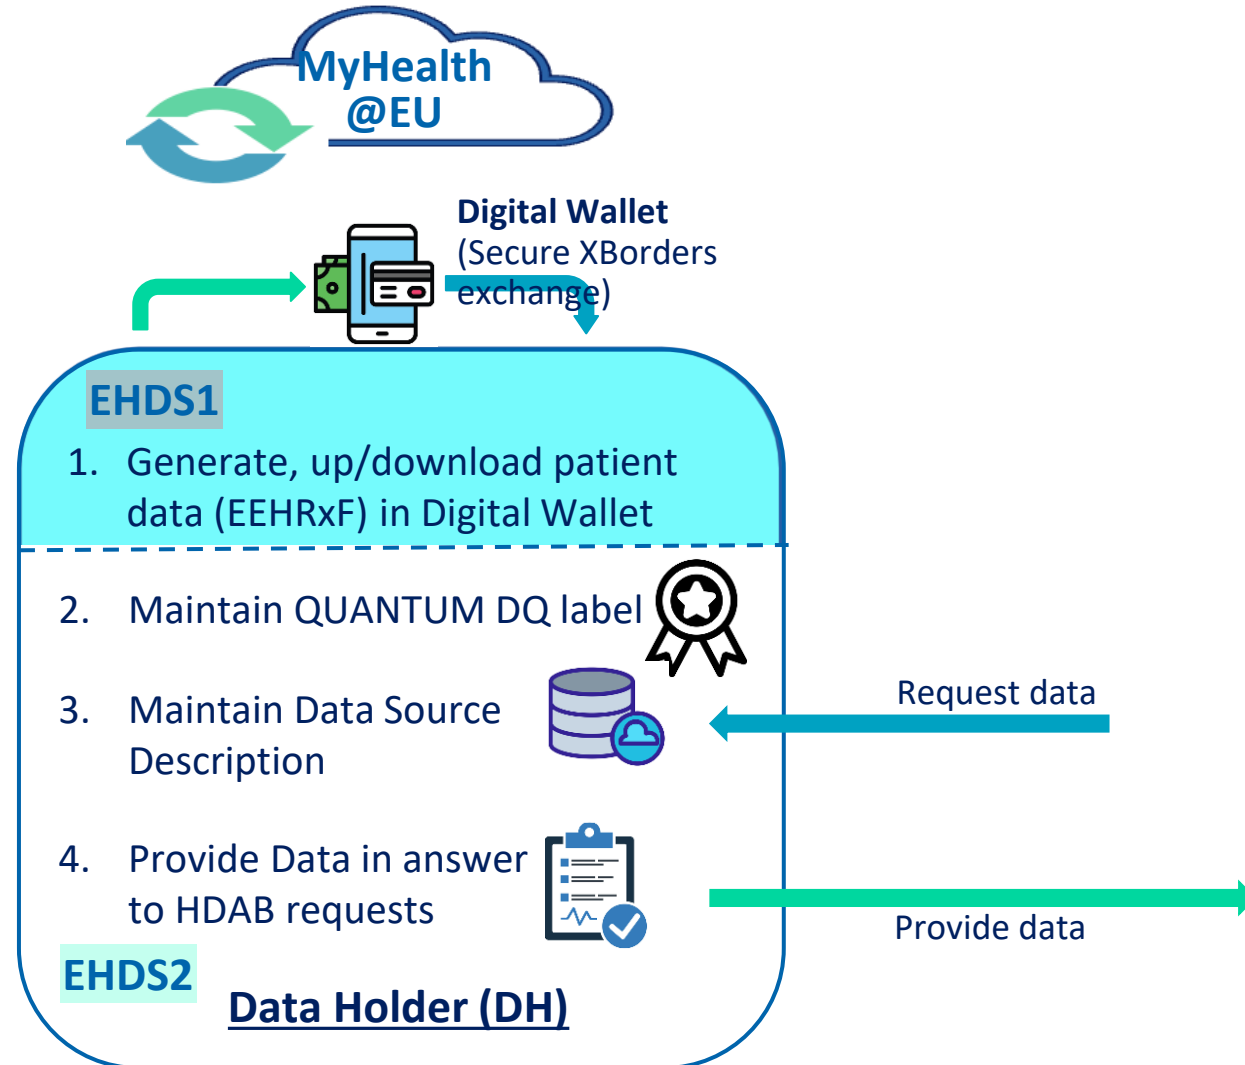 MyHealth
@EU
Digital Wallet
(Secure XBorders
exchange)
EHDS1
1. Generate, up/download patient
data (EEHRxF) in Digital Wallet
2. Maintain QUANTUM DQ label
3. Maintain Data Source
Description
Request data
4. Provide Data in answer
to HDAB requests
Provide data
EHDS2
Data Holder (DH)